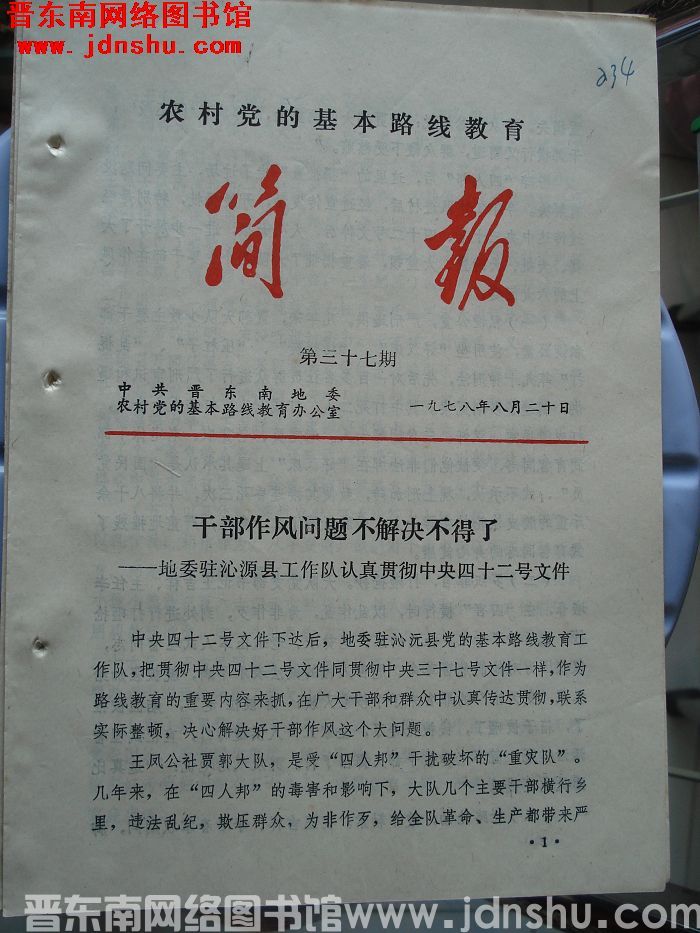 晋东南网络图书馆
www.jdnshu.com
234
农村党的基本路线教育
简报
第三十七期
中共晋东南地委
农村党的基本路线教育办公室
一九七八年八月二十日
干部作风问题不解决不得了
——地委驻沁源县工作队认真贯彻中央四十二号文件
中央四十二号文件下达后，地委驻沁沅县党的基本路线教育工
作队，把贯彻中央四十二号文件同贯彻中央三十七号文件一样，作为
路线教育的重要内容来抓，在广大干部和群众中认真传达贯彻，联系
实际整顿，决心解决好干部作风这个大问题。
王凤公社贾郭大队，是受“四人邦”干扰破坏的“重灾队”。
几年来，在“四人邦”的毒害和影响下，大队几个主要干部横行乡
里，违法乱纪，欺压群众，为非作歹，给全队革命、生产都带来严
·1·
晋东南网络图书馆 www.jdnshu.com